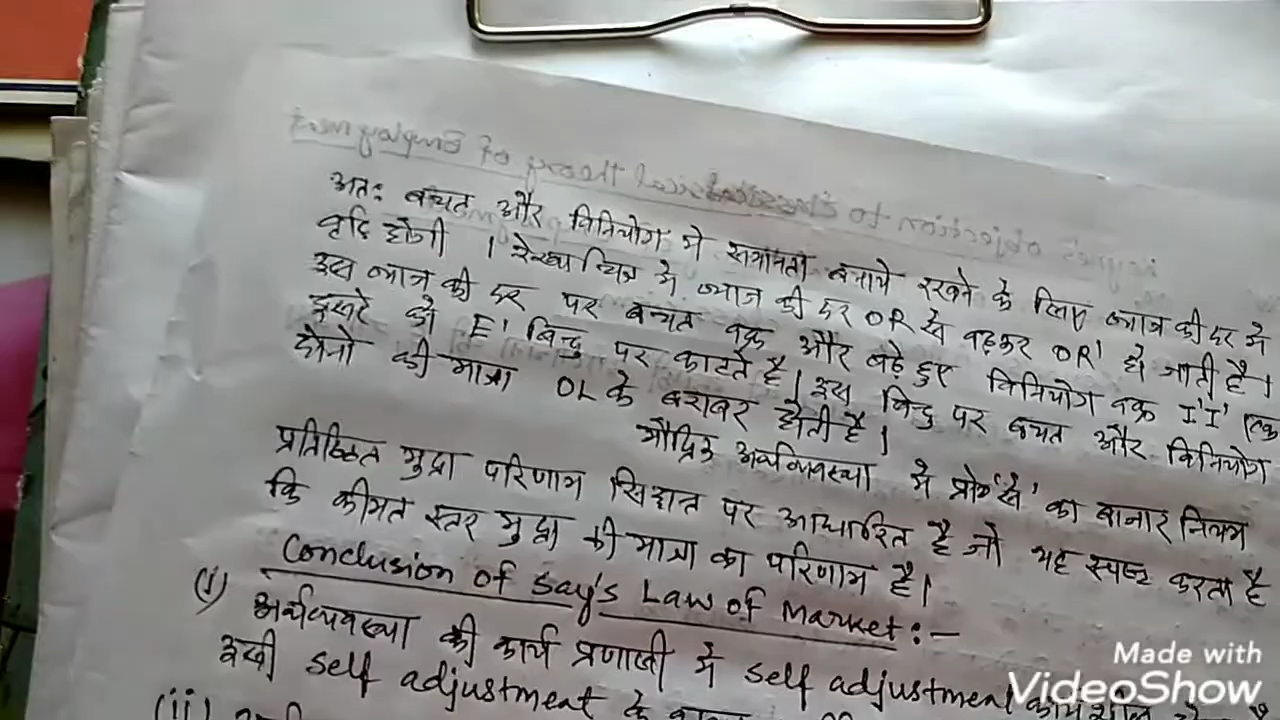 अतः बचत और विनियोग मे समानता बनाये रखने के लिए ब्याज की दर मे
वृद्धि होगी । रेखाचित्र मे ब्याज की दर OR से बढ़कर OR' हो जाती है ।
इस ब्याज की दर पर बचत वक्र और बढ़े हुए विनियोग वक्र I'I' एक
दूसरे को E' बिन्दु पर काटते है । इस बिन्दु पर बचत और विनियोग
दोनो की मात्रा OL के बराबर होती है ।
मौद्रिक अर्थव्यवस्था मे प्रो० 'से' का बाजार नियम
प्रतिष्ठित मुद्रा परिणाम सिद्धात पर आधारित है जो यह स्पष्ट करता है
कि कीमत स्तर मुद्रा की मात्रा का परिणाम है ।
Conclusion of Say's Law of Market :-
(i) अर्थव्यवस्था की कार्य प्रणाली मे self adjustment कार्यशील
इसी self adjustment के
(ii)
Made with
VideoShow